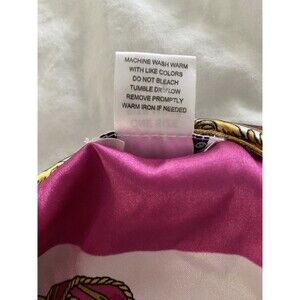 MACHINE WASH WARM
WITH LIKE COLORS
DO NOT BLEACH
TUMBLE DRY LOW
REMOVE PROMPTLY
WARM IRON IF NEEDED